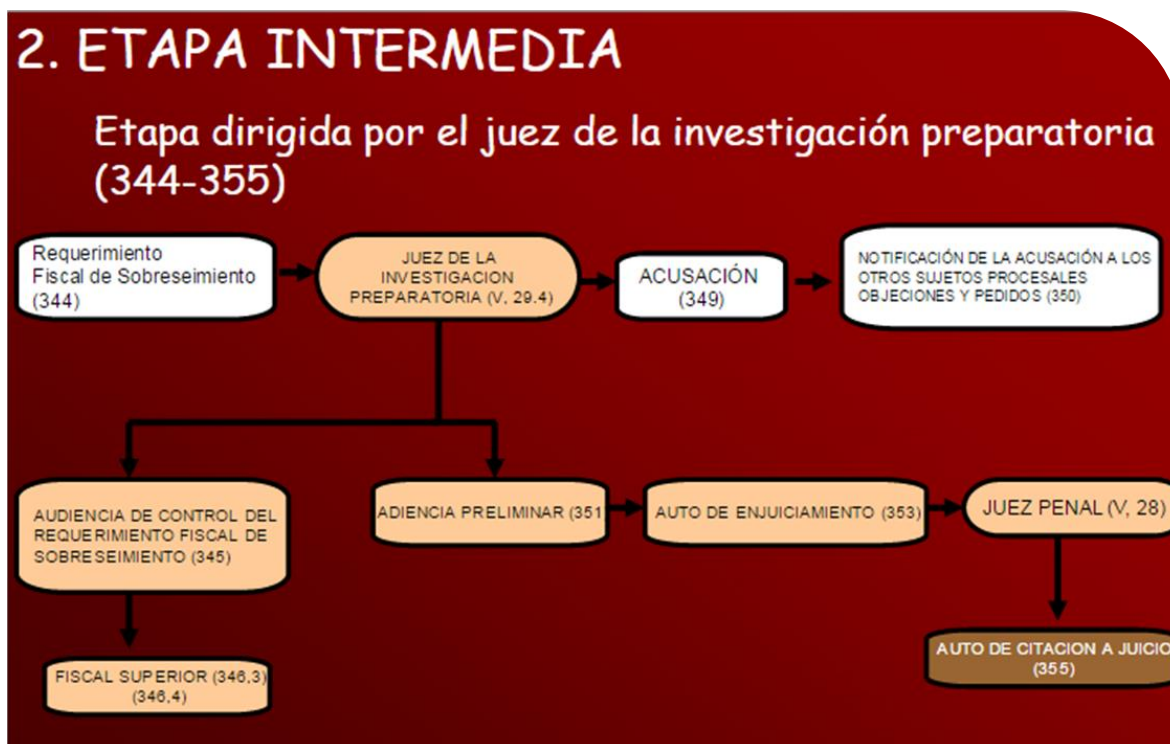 2. ETAPA INTERMEDIA
Etapa dirigida por el juez de la investigación preparatoria
(344-355)
Requerimiento
Fiscal de Sobreseimiento
(344)
JUEZ DE LA
INVESTIGACION
PREPARATORIA (V, 29.4)
ACUSACIÓN
(349)
NOTIFICACIÓN DE LA ACUSACIÓN A LOS
OTROS SUJETOS PROCESALES
OBJECIONES Y PEDIDOS (350)
AUDIENCIA DE CONTROL DEL
REQUERIMIENTO FISCAL DE
SOBRESEIMIENTO (345)
ADIENCIA PRELIMINAR (351
AUTO DE ENJUICIAMIENTO (353)
JUEZ PENAL (V, 28)
FISCAL SUPERIOR (346,3)
(346,4)
AUTO DE CITACION A JUICIO
(355)